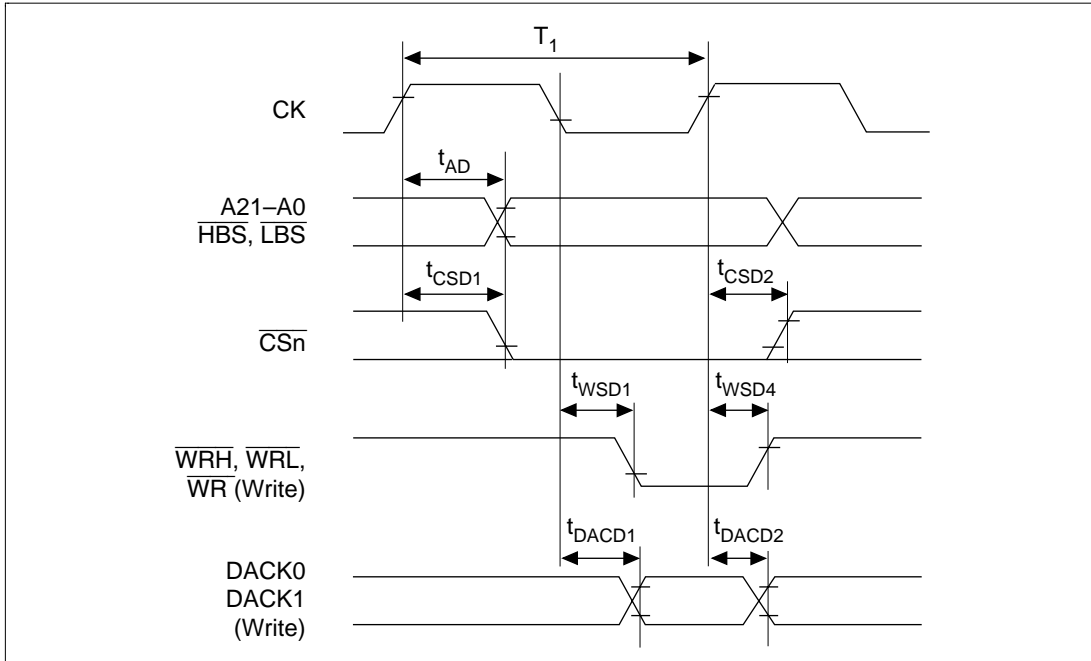 T1
CK
tAD
A21–A0
HBS, LBS
tCSD1
tCSD2
CSn
tWSD1
tWSD4
WRH, WRL,
WR (Write)
tDACD1
tDACD2
DACK0
DACK1
(Write)